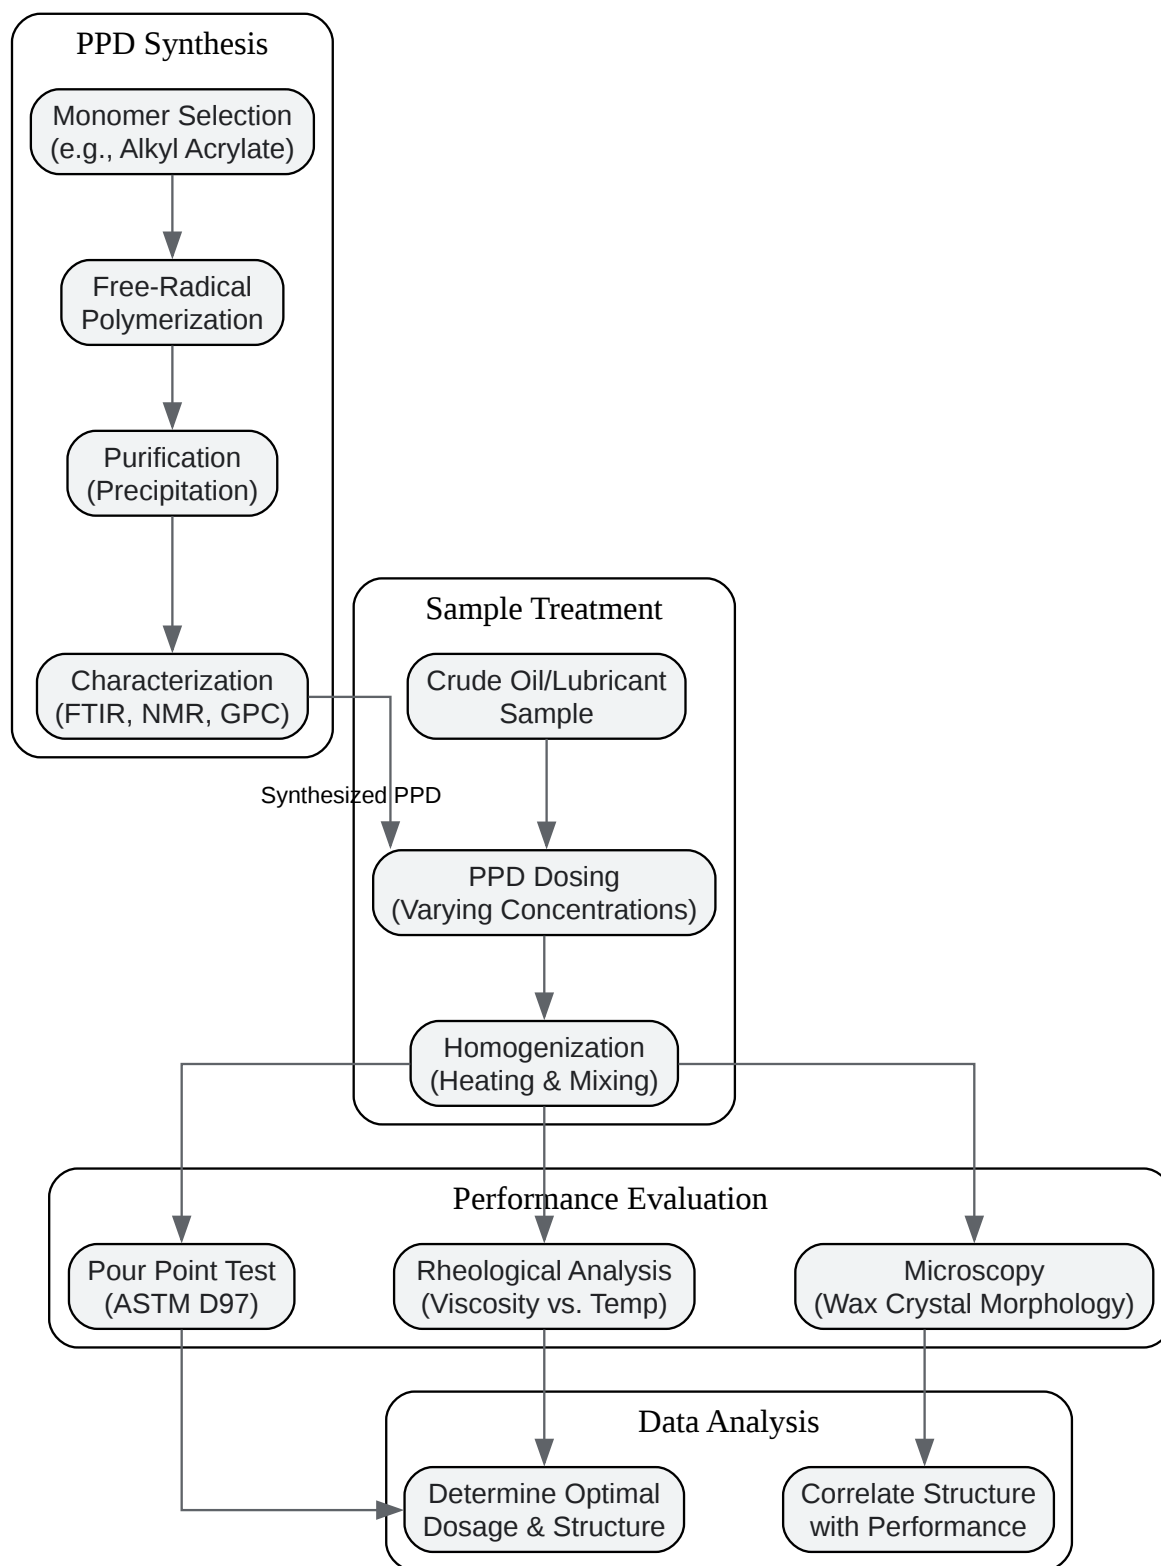 PPD Synthesis
Monomer Selection
(e.g., Alkyl Acrylate)
Free-Radical
Polymerization
Purification
(Precipitation)
Characterization
(FTIR, NMR, GPC)
Synthesized PPD
Sample Treatment
Crude Oil/Lubricant
Sample
PPD Dosing
(Varying Concentrations)
Homogenization
(Heating & Mixing)
Performance Evaluation
Pour Point Test
(ASTM D97)
Rheological Analysis
(Viscosity vs. Temp)
Microscopy
(Wax Crystal Morphology)
Data Analysis
Determine Optimal
Dosage & Structure
Correlate Structure
with Performance